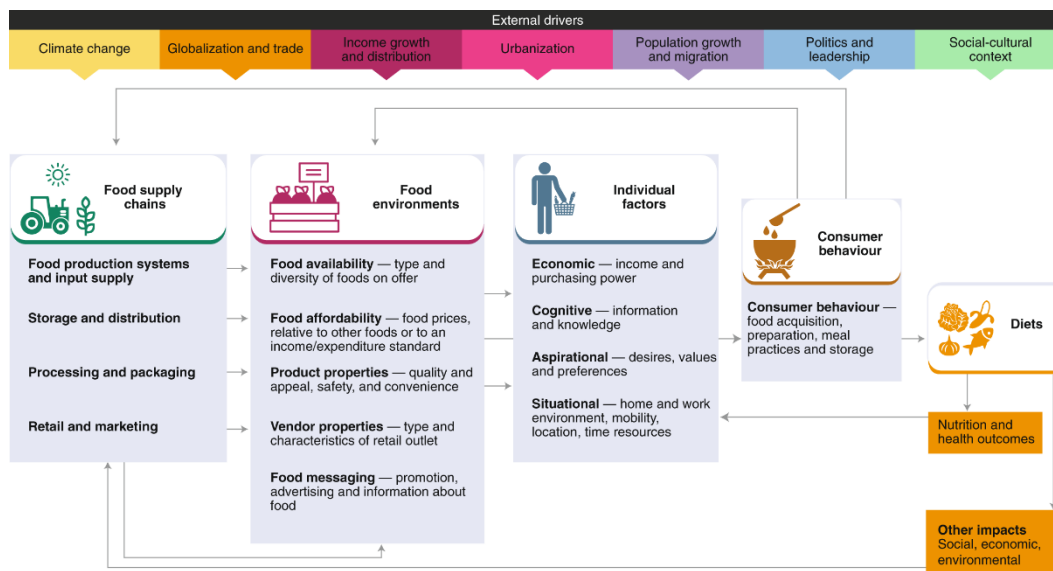 External drivers
Climate change
Globalization and trade
Income growth
and distribution
Urbanization
Population growth
and migration
Politics and
leadership
Social-cultural
context
Food supply
chains
Food production systems
and input supply
Storage and distribution
Processing and packaging
Retail and marketing
Food
environments
Food availability — type and
diversity of foods on offer
Food affordability — food prices,
relative to other foods or to an
income/expenditure standard
Product properties — quality and
appeal, safety, and convenience
Vendor properties — type and
characteristics of retail outlet
Food messaging — promotion,
advertising and information about
food
Individual
factors
Economic — income and
purchasing power
Cognitive — information
and knowledge
Aspirational — desires, values
and preferences
Situational — home and work
environment, mobility,
location, time resources
Consumer
behaviour
Consumer behaviour —
food acquisition,
preparation, meal
practices and storage
Diets
Nutrition and
health outcomes
Other impacts
Social, economic,
environmental